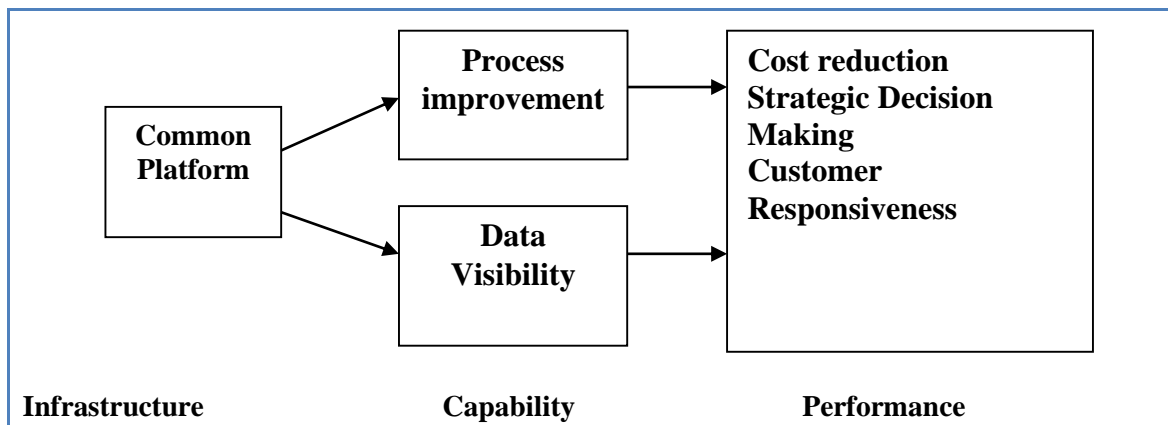 Common
Platform
Process
improvement
Data
Visibility
Cost reduction
Strategic Decision
Making
Customer
Responsiveness
Infrastructure
Capability
Performance